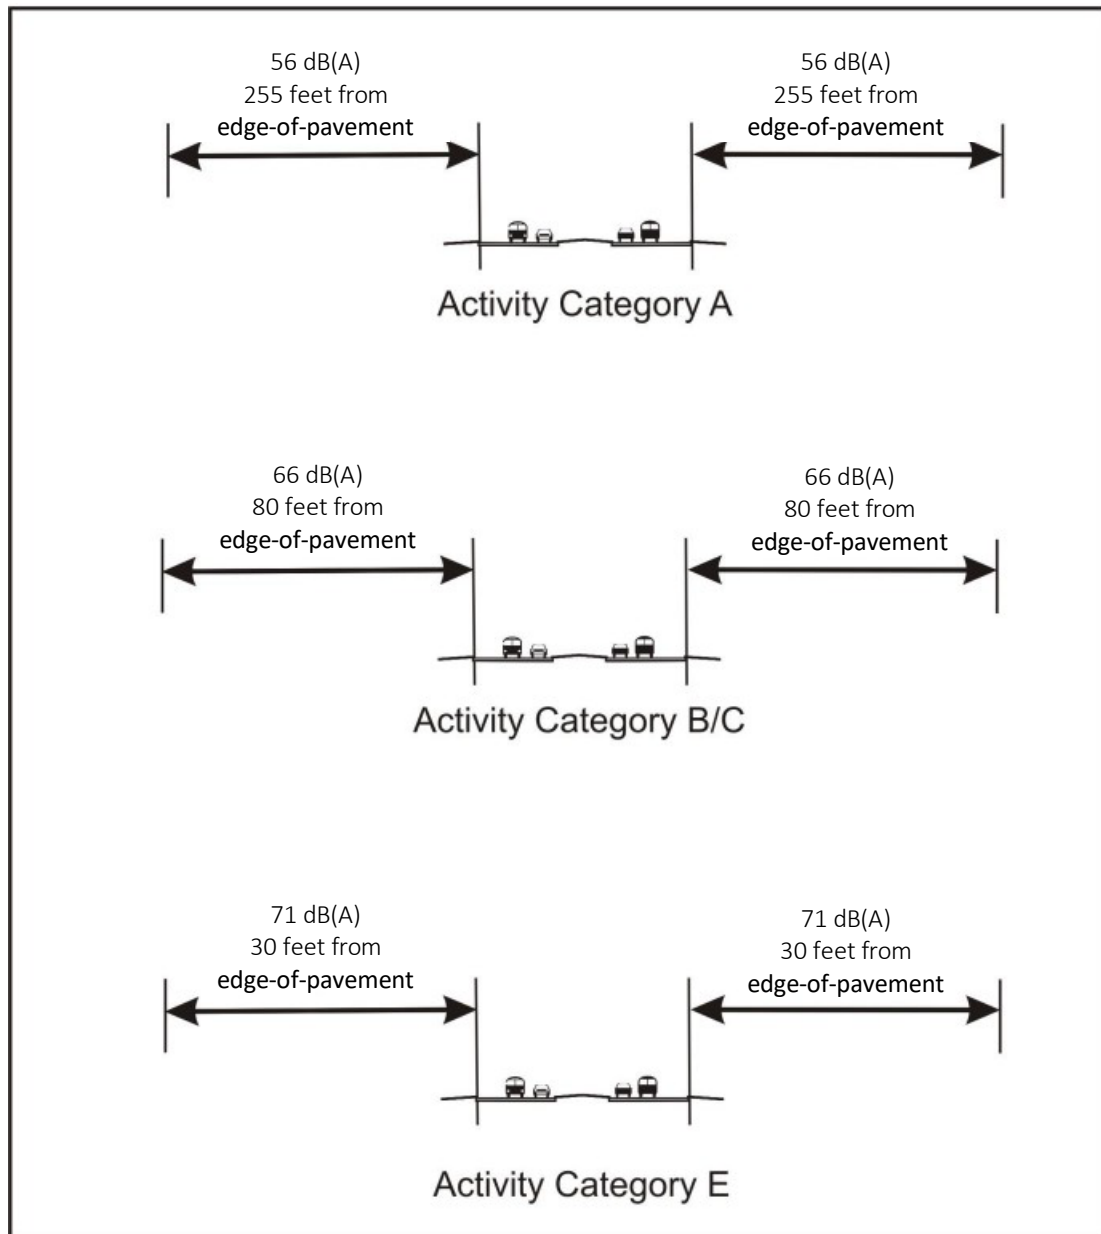 56 dB(A)
255 feet from
edge-of-pavement
56 dB(A)
255 feet from
edge-of-pavement
Activity Category A
66 dB(A)
80 feet from
edge-of-pavement
66 dB(A)
80 feet from
edge-of-pavement
Activity Category B/C
71 dB(A)
30 feet from
edge-of-pavement
71 dB(A)
30 feet from
edge-of-pavement
Activity Category E